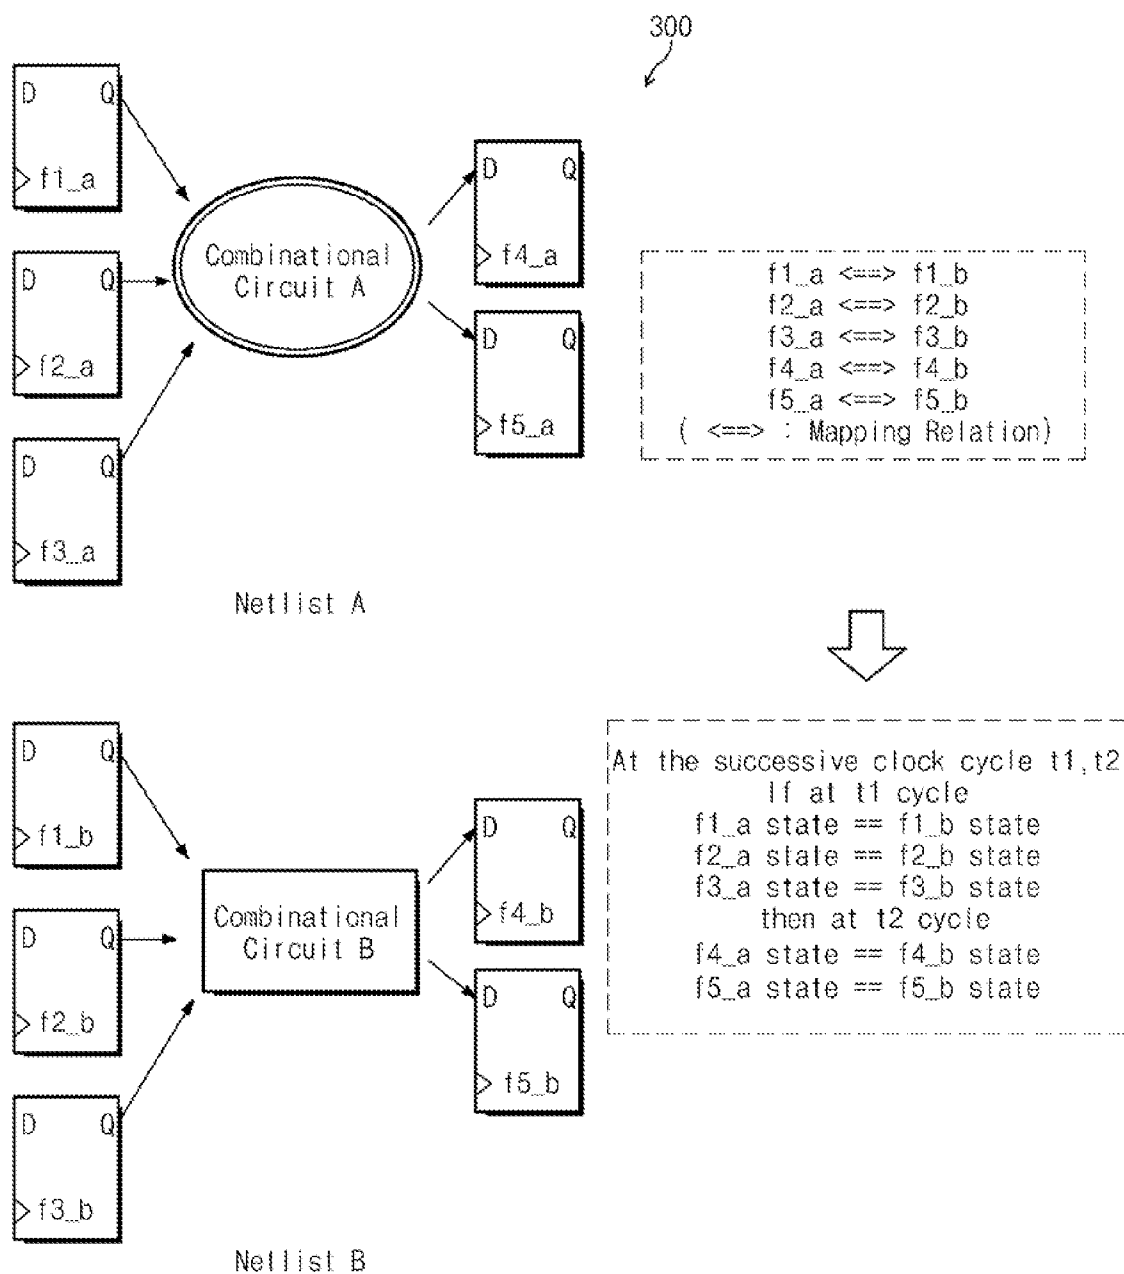 300
D Q
f1_a
D Q
f2_a
D Q
f3_a
Combinational
Circuit A
D Q
f4_a
D Q
f5_a
Netlist A
f1_a <==> f1_b
f2_a <==> f2_b
f3_a <==> f3_b
f4_a <==> f4_b
f5_a <==> f5_b
( <==> : Mapping Relation)
D Q
f1_b
D Q
f2_b
D Q
f3_b
Combinational
Circuit B
D Q
f4_b
D Q
f5_b
Netlist B
At the successive clock cycle t1,t2
If at t1 cycle
f1_a state == f1_b state
f2_a state == f2_b state
f3_a state == f3_b state
then at t2 cycle
f4_a state == f4_b state
f5_a state == f5_b state